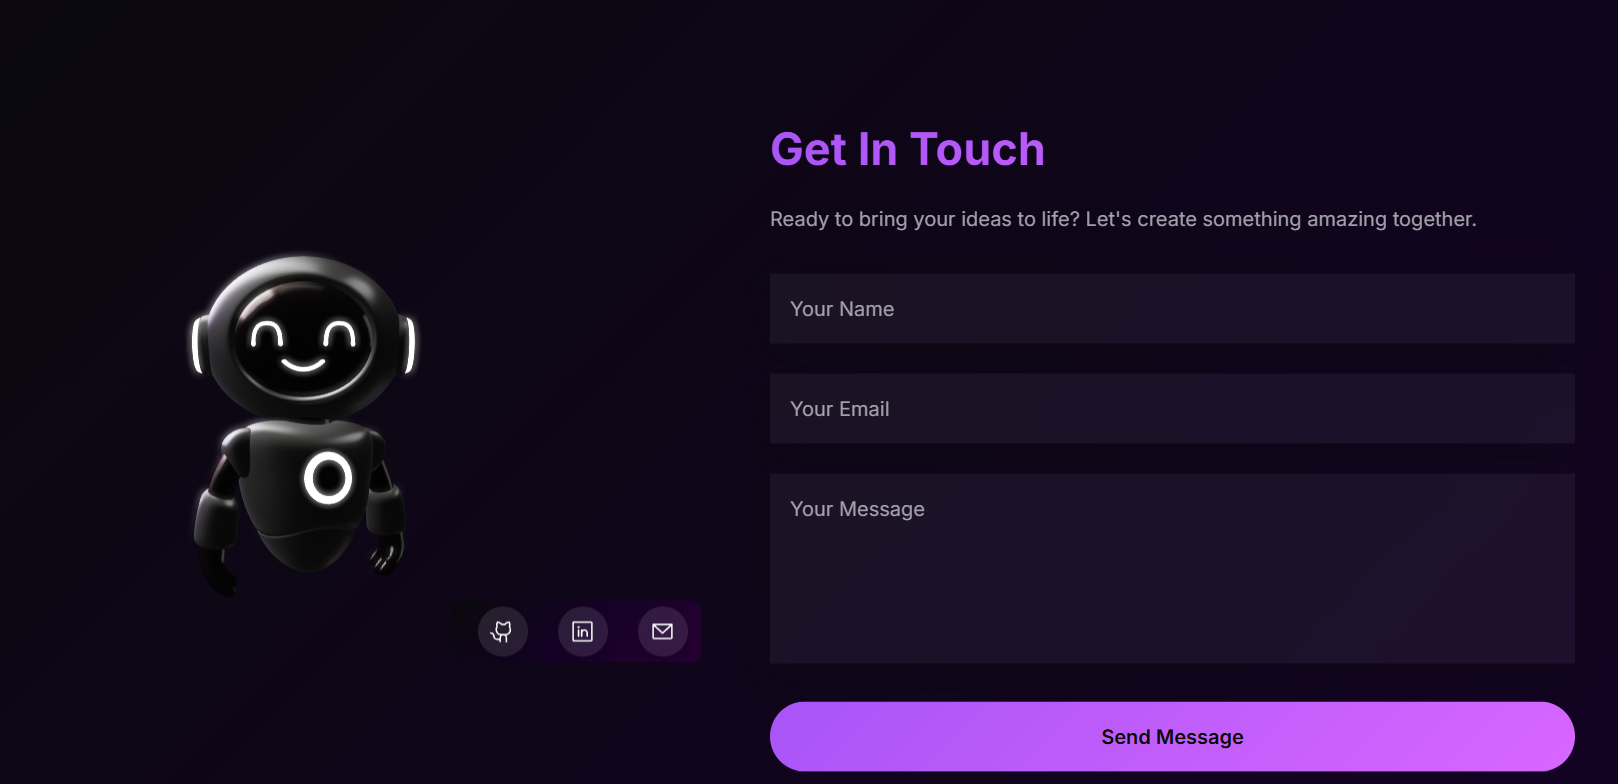 Get In Touch
Ready to bring your ideas to life? Let's create something amazing together.
Your Name
Your Email
Your Message
in
Send Message